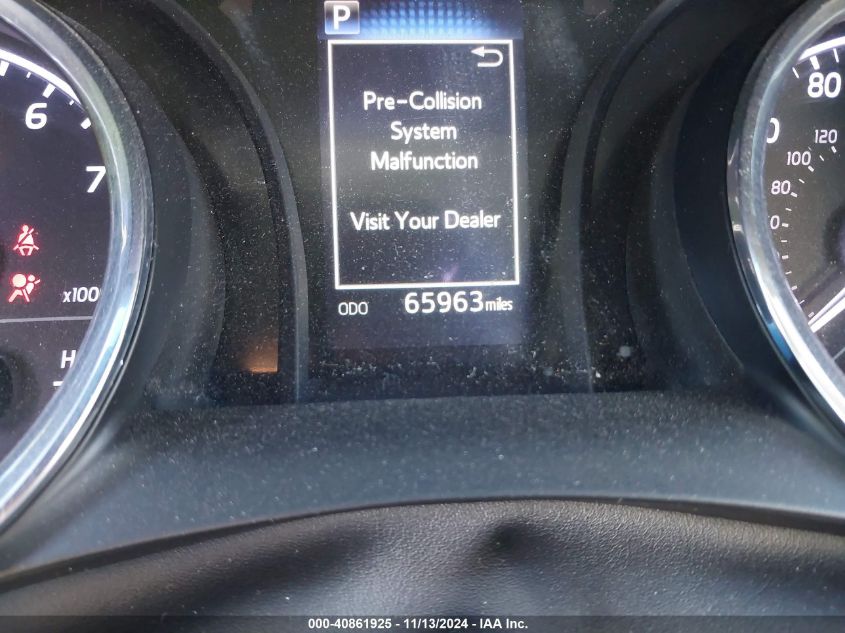 P
Pre-Collision
System
Malfunction
Visit Your Dealer
ODO 65963 miles
6
7
x100
H
80
120
100
80
000-40861925 - 11/13/2024 - IAA Inc.